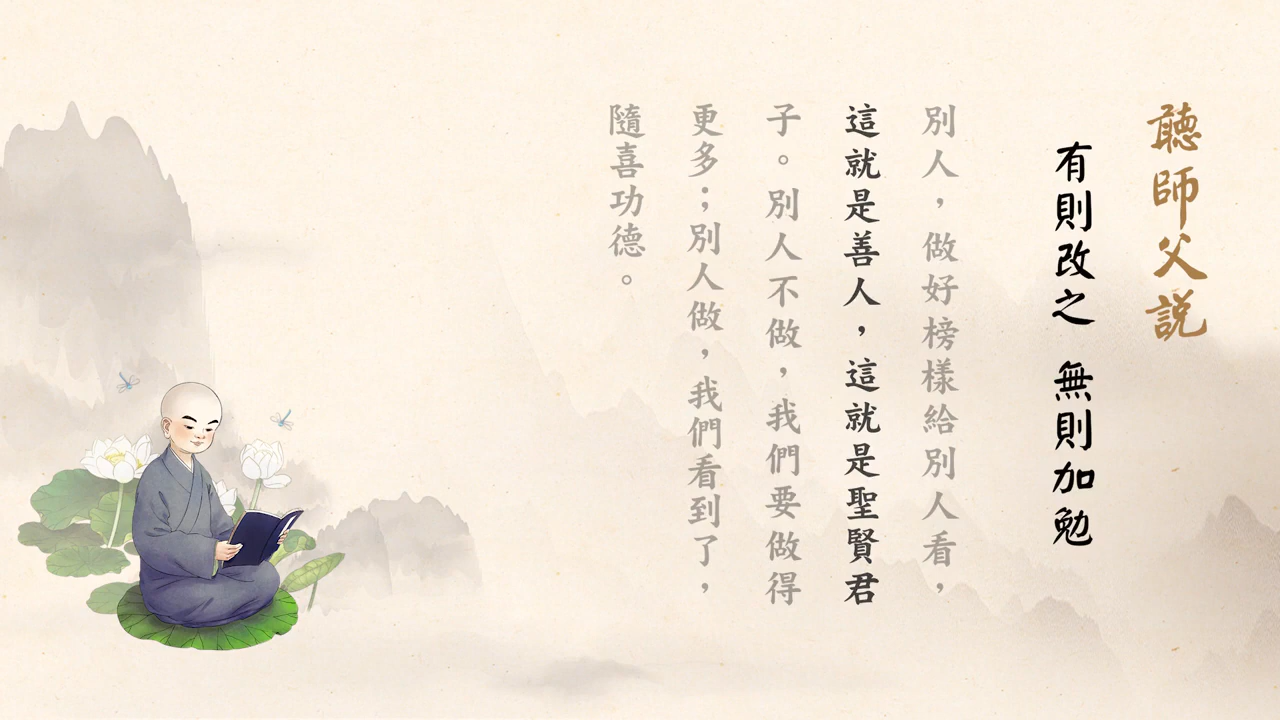 聽師父説
有則改之 無則加勉
別人，做好榜樣給別人看，
這就是善人，這就是聖賢君
子。別人不做，我們要做得
更多；別人做，我們看到了，
隨喜功德。